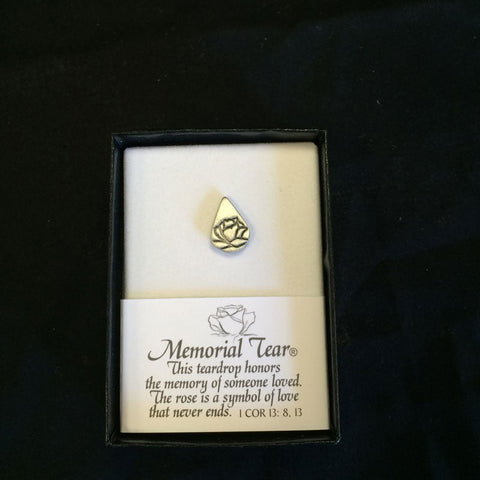 Memorial Tear®
This teardrop honors
the memory of someone loved.
The rose is a symbol of love
that never ends. 1 COR 13: 8, 13